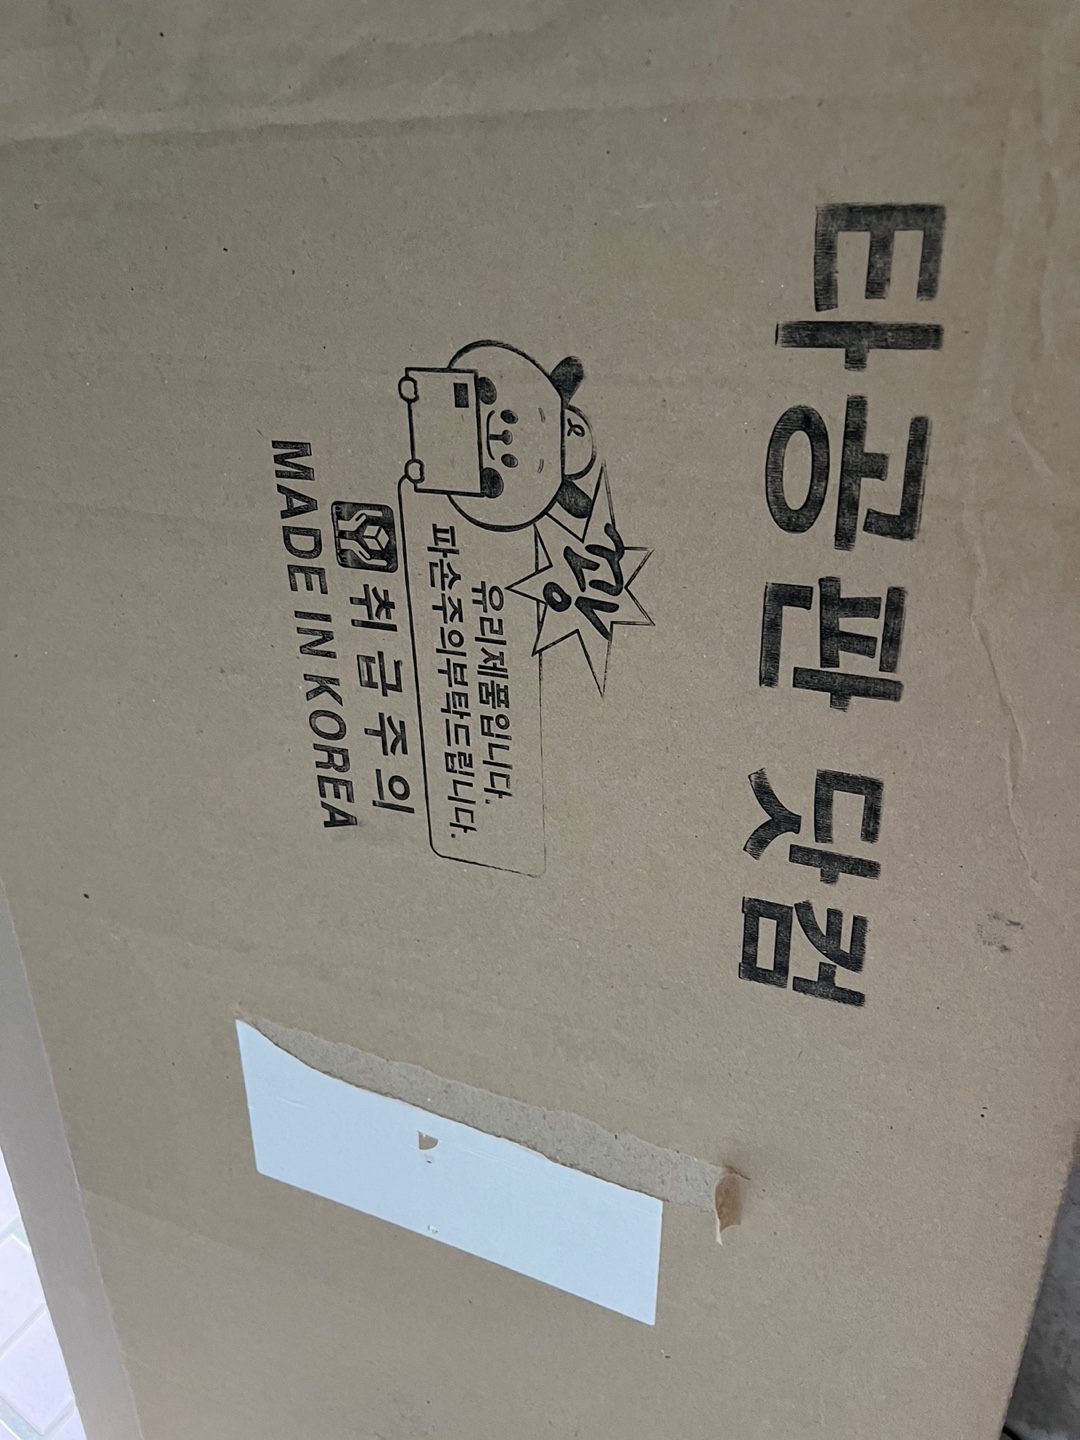 타공판 닷컴
꽝
유리제품입니다.
파손주의부탁드립니다.
취급주의
MADE IN KOREA